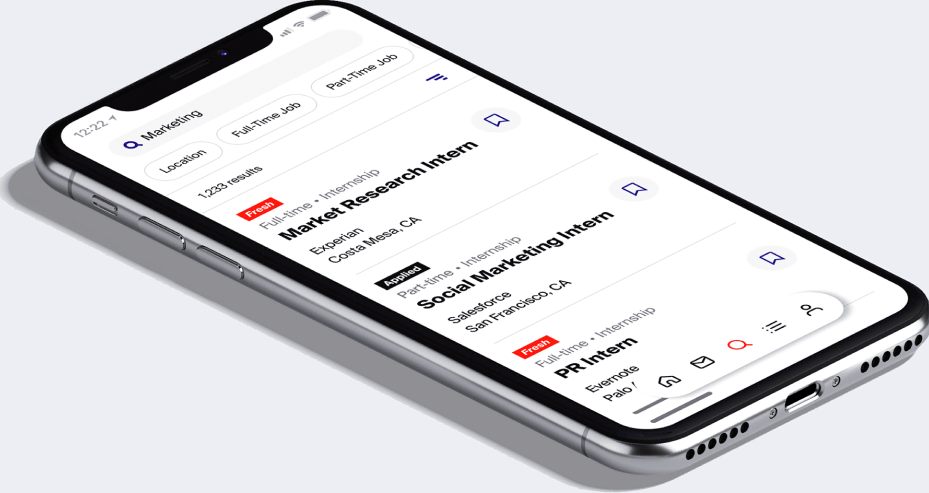 12:22
Marketing
Location
Full-Time Job
Part-Time Job
1,233 results
Fresh
Full-time • Internship
Market Research Intern
Experian
Costa Mesa, CA
Applied
Part-time • Internship
Social Marketing Intern
Salesforce
San Francisco, CA
Fresh
Full-time • Internship
PR Intern
Evernote
Palo